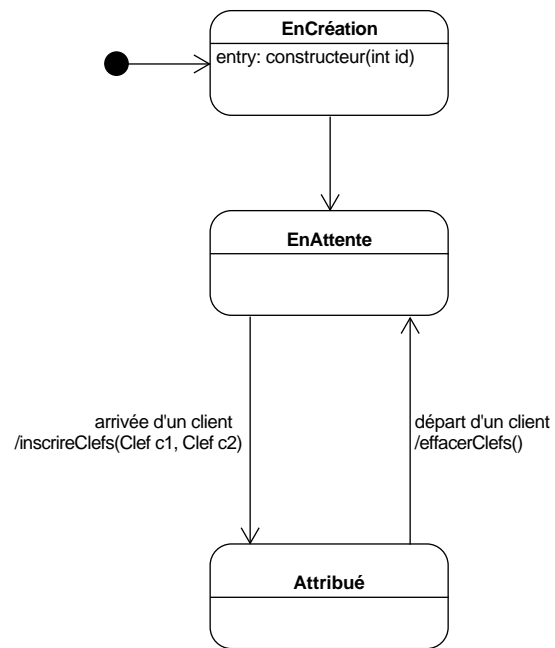 EnCréation
entry: constructeur(int id)
EnAttente
arrivée d'un client
/inscrireClefs(Clef c1, Clef c2)
départ d'un client
/effacerClefs()
Attribué